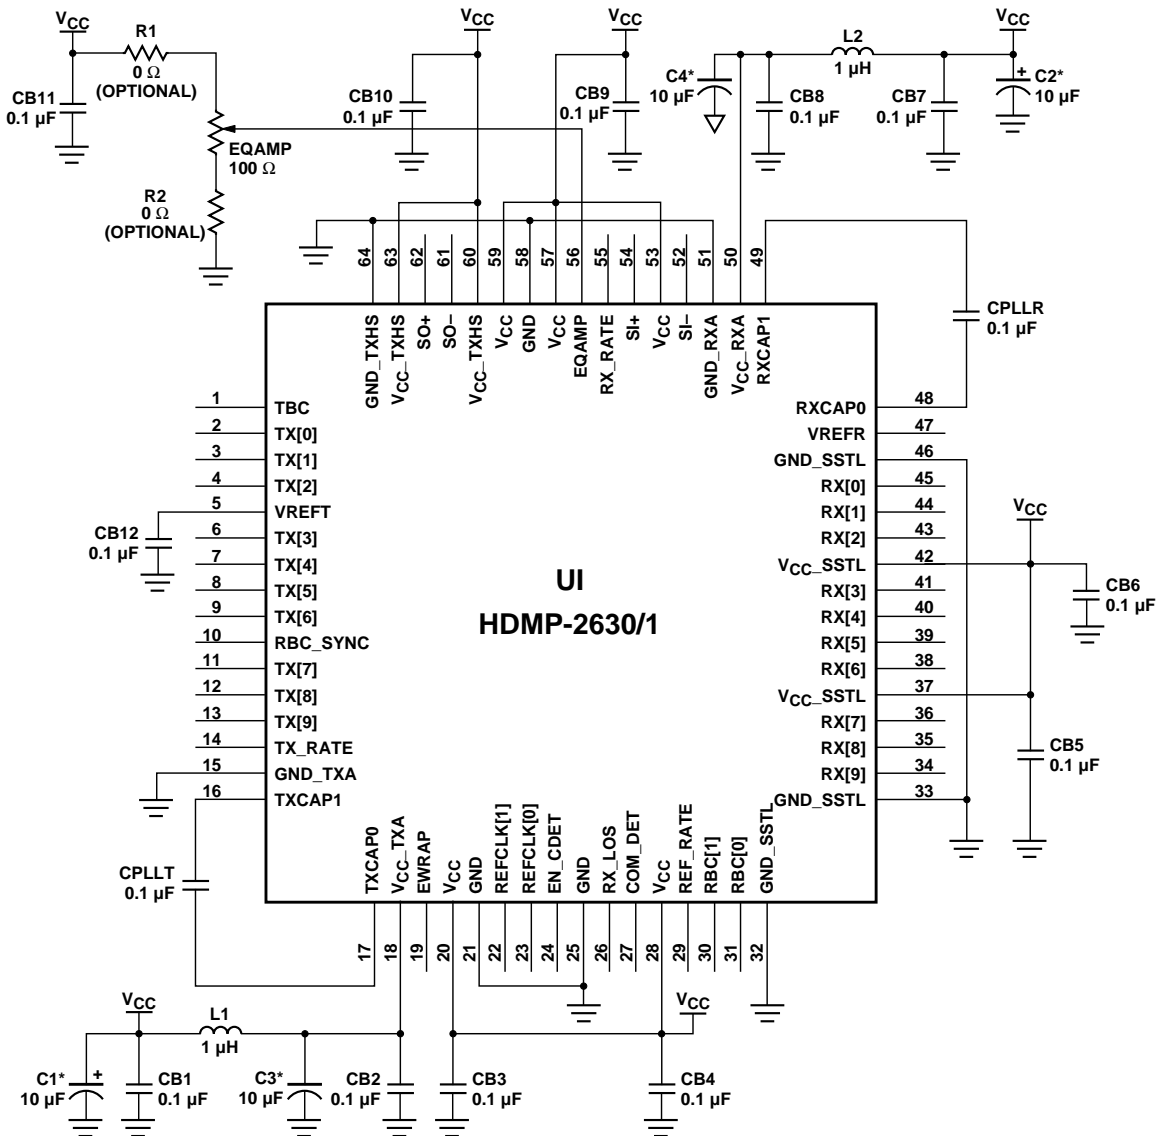 VCC
R1
0 Ω
(OPTIONAL)
CB11
0.1 µF
EQAMP
100 Ω
R2
0 Ω
(OPTIONAL)
VCC
CB10
0.1 µF
VCC
CB9
0.1 µF
C4*
10 µF
CB8
0.1 µF
L2
1 µH
CB7
0.1 µF
VCC
+
C2*
10 µF
64
63
62
61
60
59
58
57
56
55
54
53
52
51
50
49
GND_TXHS
VCC_TXHS
SO+
SO–
VCC_TXHS
VCC
GND
VCC
EQAMP
RX_RATE
SI+
VCC
SI–
GND_RXA
VCC_RXA
RXCAP1
CPLLR
0.1 µF
1 TBC
2 TX[0]
3 TX[1]
4 TX[2]
5 VREFT
6 TX[3]
7 TX[4]
8 TX[5]
9 TX[6]
10 RBC_SYNC
11 TX[7]
12 TX[8]
13 TX[9]
14 TX_RATE
15 GND_TXA
16 TXCAP1
CB12
0.1 µF
UI
HDMP-2630/1
RXCAP0 48
VREFR 47
GND_SSTL 46
RX[0] 45
RX[1] 44
RX[2] 43
VCC_SSTL 42
RX[3] 41
RX[4] 40
RX[5] 39
RX[6] 38
VCC_SSTL 37
RX[7] 36
RX[8] 35
RX[9] 34
GND_SSTL 33
VCC
CB6
0.1 µF
CB5
0.1 µF
CPLLT
0.1 µF
TXCAP0
VCC_TXA
EWRAP
VCC
GND
REFCLK[1]
REFCLK[0]
EN_CDET
GND
RX_LOS
COM_DET
VCC
REF_RATE
RBC[1]
RBC[0]
GND_SSTL
17
18
19
20
21
22
23
24
25
26
27
28
29
30
31
32
VCC
L1
1 µH
C1*
10 µF
+
CB1
0.1 µF
C3*
10 µF
CB2
0.1 µF
CB3
0.1 µF
VCC
CB4
0.1 µF